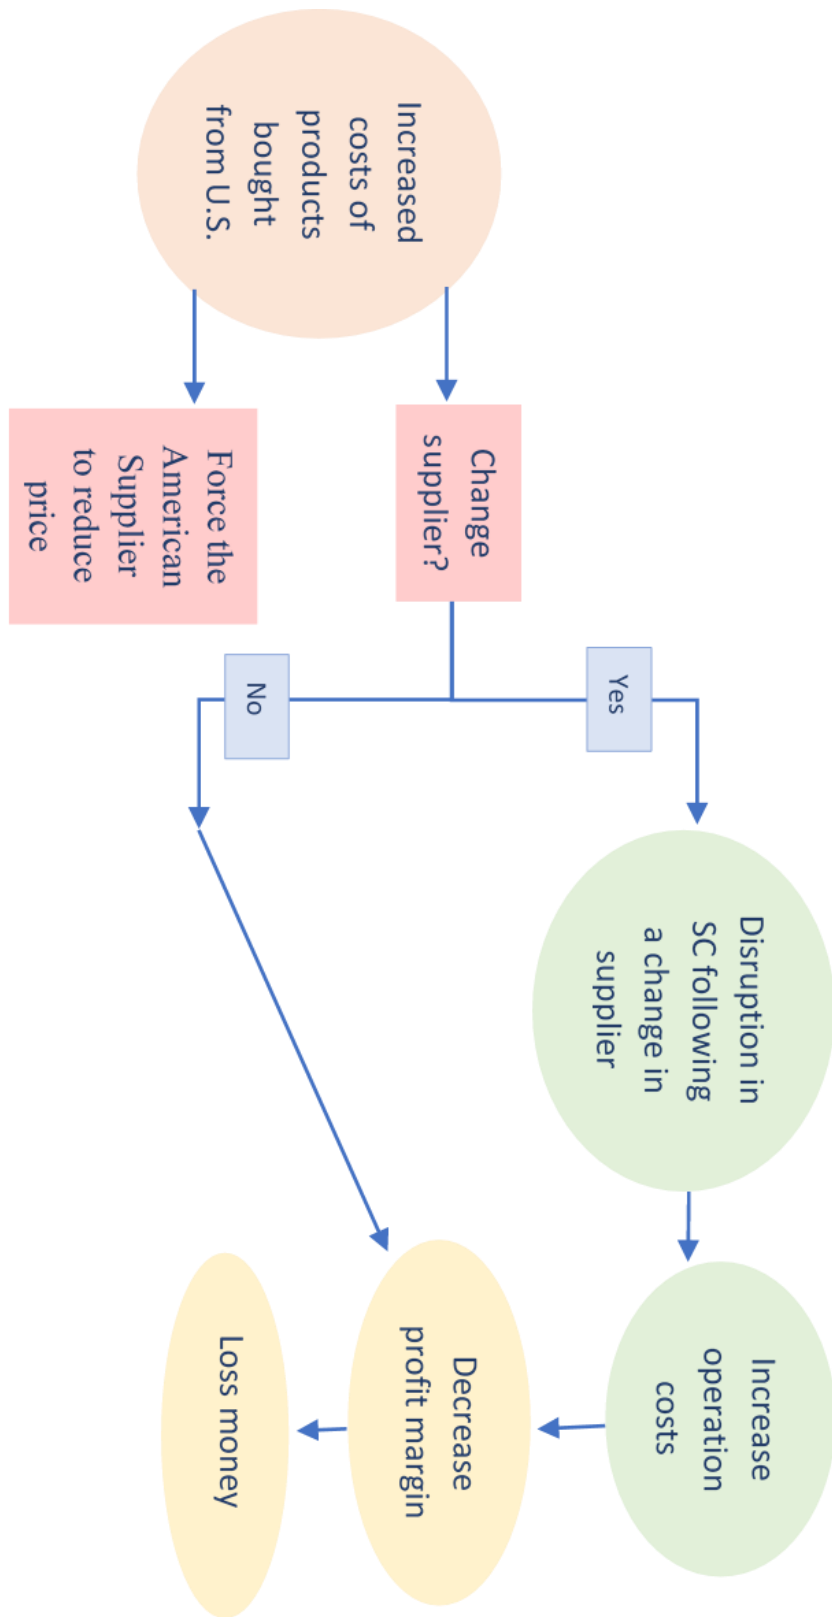 Increased
costs of
products
bought
from U.S.
Change
supplier?
Force the
American
Supplier
to reduce
price
Yes
No
Disruption in
SC following
a change in
supplier
Increase
operation
costs
Decrease
profit margin
Loss money